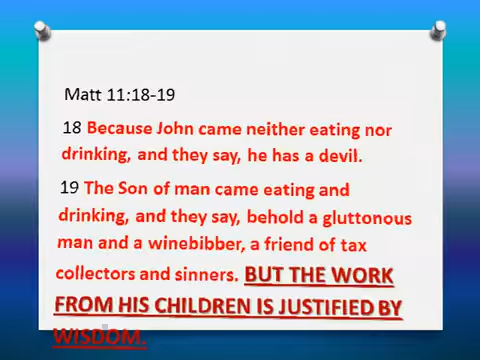 Matt 11:18-19
18 Because John came neither eating nor
drinking, and they say, he has a devil.
19 The Son of man came eating and
drinking, and they say, behold a gluttonous
man and a winebibber, a friend of tax
collectors and sinners. BUT THE WORK
FROM HIS CHILDREN IS JUSTIFIED BY
WISDOM.